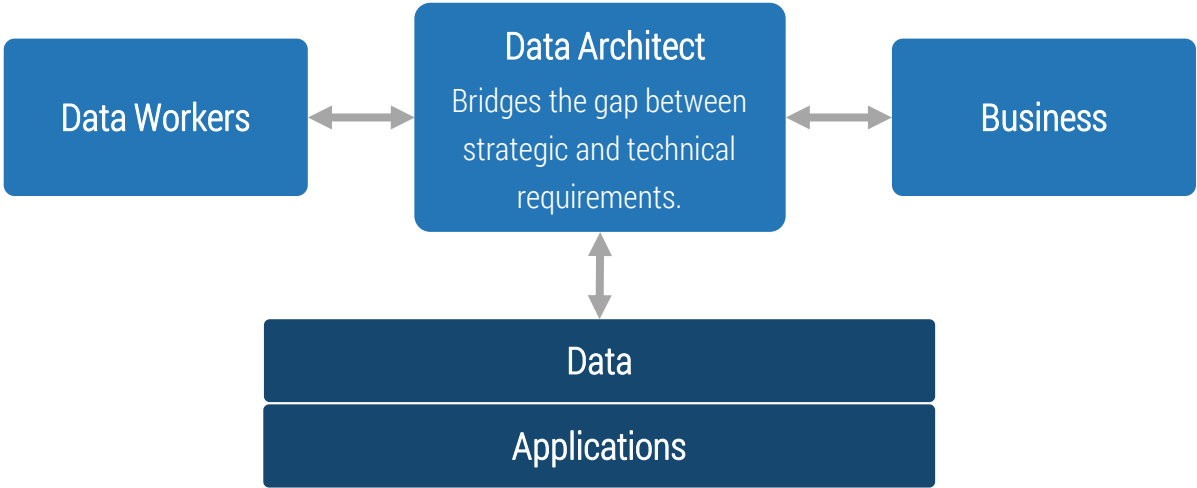 Data Workers
Data Architect
Bridges the gap between
strategic and technical
requirements.
Business
Data
Applications